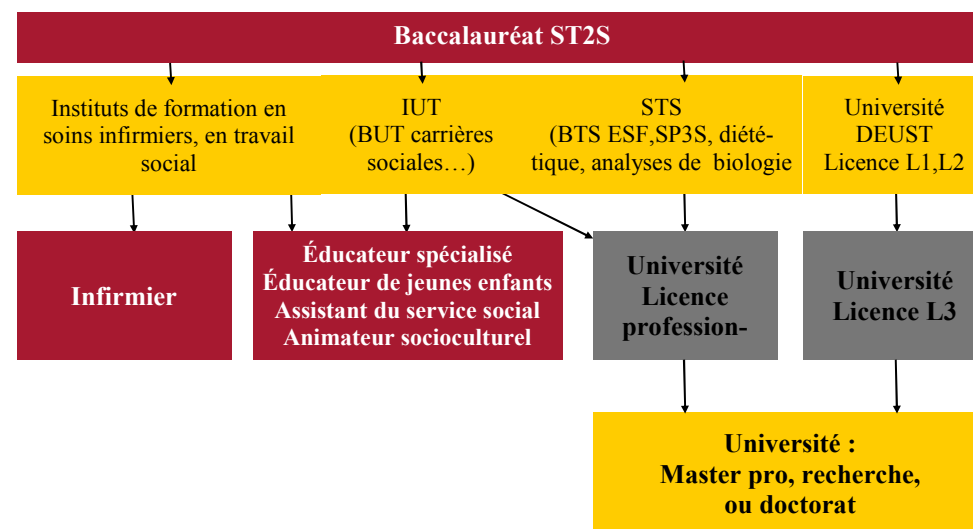 Baccalauréat ST2S
Instituts de formation en
soins infirmiers, en travail
social
IUT
(BUT carrières
sociales…)
STS
(BTS ESF,SP3S, diété-
tique, analyses de biologie
Université
DEUST
Licence L1,L2
Infirmier
Éducateur spécialisé
Éducateur de jeunes enfants
Assistant du service social
Animateur socioculturel
Université
Licence
profession-
Université
Licence L3
Université :
Master pro, recherche,
ou doctorat